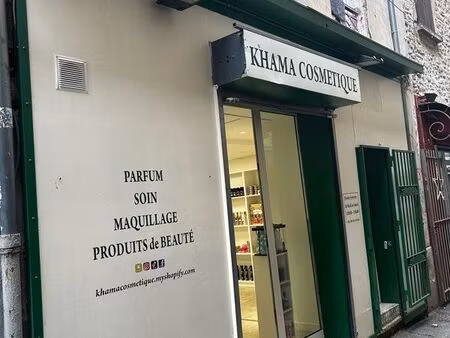 KHAMA COSMETIQUE
PARFUM
SOIN
MAQUILLAGE
PRODUITS de BEAUTÉ
khamacosmetique.myshopify.com